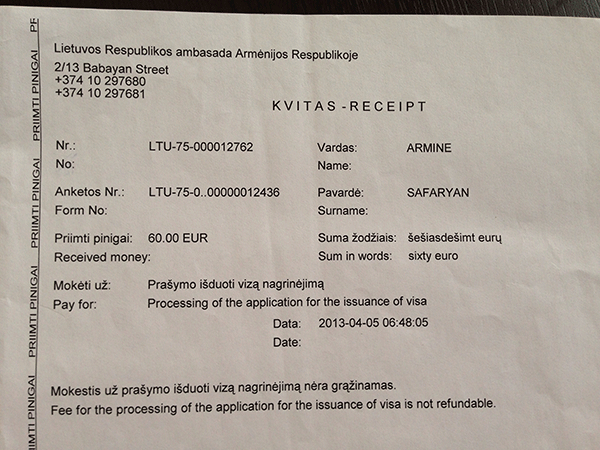 Lietuvos Respublikos ambasada Armėnijos Respublikoje
2/13 Babayan Street
+374 10 297680
+374 10 297681
KVITAS - RECEIPT
Nr.: LTU-75-000012762 Vardas: ARMINE
No: Name:
Anketos Nr.: LTU-75-0..00000012436 Pavardė: SAFARYAN
Form No: Surname:
Priimti pinigai: 60.00 EUR Suma žodžiais: šešiasdešimt eurų
Received money: Sum in words: sixty euro
Mokėti už: Prašymo išduoti vizą nagrinėjimą
Pay for: Processing of the application for the issuance of visa
Data: 2013-04-05 06:48:05
Date:
Mokestis už prašymo išduoti vizą nagrinėjimą nėra grąžinamas.
Fee for the processing of the application for the issuance of visa is not refundable.
PRIIMTI PINIGAI PRIIMTI PINIGAI PRIIMTI PINIGAI PRIIMTI PINIGAI